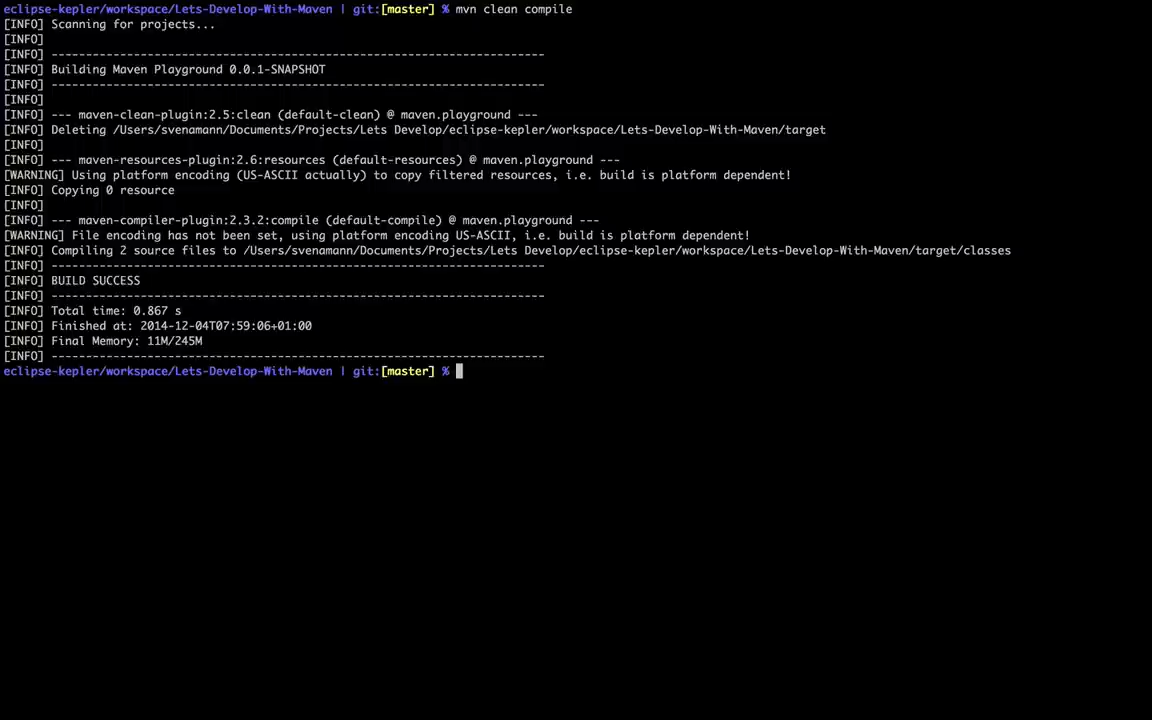 eclipse-kepler/workspace/Lets-Develop-With-Maven | git:[master] % mvn clean compile
[INFO] Scanning for projects...
[INFO]
[INFO] ------------------------------------------------------------------------
[INFO] Building Maven Playground 0.0.1-SNAPSHOT
[INFO] ------------------------------------------------------------------------
[INFO]
[INFO] --- maven-clean-plugin:2.5:clean (default-clean) @ maven.playground ---
[INFO] Deleting /Users/svenamann/Documents/Projects/Lets Develop/eclipse-kepler/workspace/Lets-Develop-With-Maven/target
[INFO]
[INFO] --- maven-resources-plugin:2.6:resources (default-resources) @ maven.playground ---
[WARNING] Using platform encoding (US-ASCII actually) to copy filtered resources, i.e. build is platform dependent!
[INFO] Copying 0 resource
[INFO]
[INFO] --- maven-compiler-plugin:2.3.2:compile (default-compile) @ maven.playground ---
[WARNING] File encoding has not been set, using platform encoding US-ASCII, i.e. build is platform dependent!
[INFO] Compiling 2 source files to /Users/svenamann/Documents/Projects/Lets Develop/eclipse-kepler/workspace/Lets-Develop-With-Maven/target/classes
[INFO] ------------------------------------------------------------------------
[INFO] BUILD SUCCESS
[INFO] ------------------------------------------------------------------------
[INFO] Total time: 0.867 s
[INFO] Finished at: 2014-12-04T07:59:06+01:00
[INFO] Final Memory: 11M/245M
[INFO] ------------------------------------------------------------------------
eclipse-kepler/workspace/Lets-Develop-With-Maven | git:[master] %